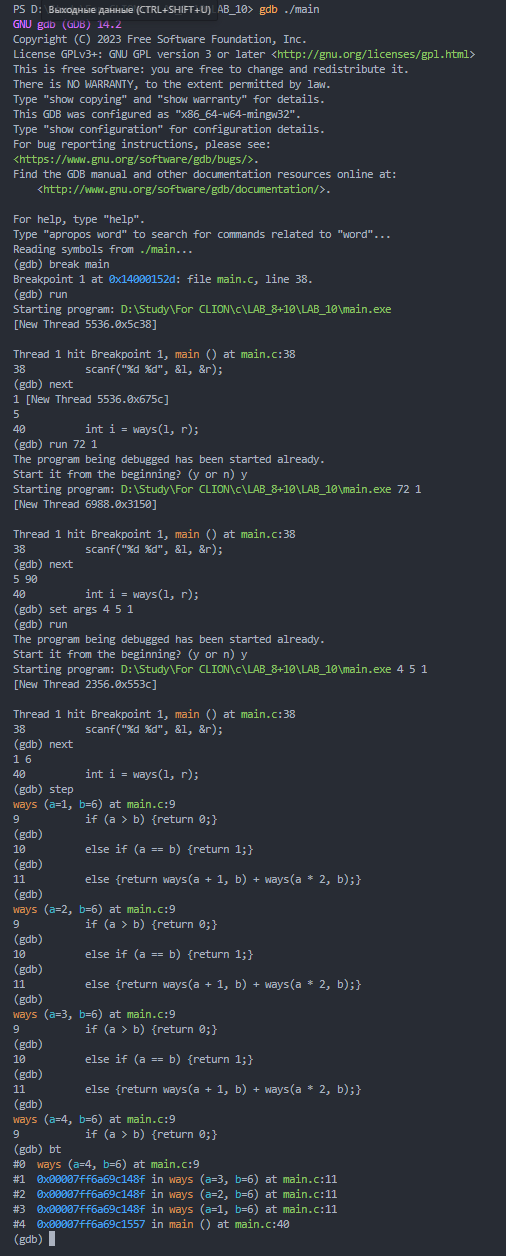 PS D:\ Выходные данные (CTRL+SHIFT+U) LAB_10> gdb ./main
GNU gdb (GDB) 14.2
Copyright (C) 2023 Free Software Foundation, Inc.
License GPLv3+: GNU GPL version 3 or later <http://gnu.org/licenses/gpl.html>
This is free software: you are free to change and redistribute it.
There is NO WARRANTY, to the extent permitted by law.
Type "show copying" and "show warranty" for details.
This GDB was configured as "x86_64-w64-mingw32".
Type "show configuration" for configuration details.
For bug reporting instructions, please see:
<https://www.gnu.org/software/gdb/bugs/>.
Find the GDB manual and other documentation resources online at:
    <http://www.gnu.org/software/gdb/documentation/>.

For help, type "help".
Type "apropos word" to search for commands related to "word"...
Reading symbols from ./main...
(gdb) break main
Breakpoint 1 at 0x14000152d: file main.c, line 38.
(gdb) run
Starting program: D:\Study\For CLION\c\LAB_8+10\LAB_10\main.exe
[New Thread 5536.0x5c38]

Thread 1 hit Breakpoint 1, main () at main.c:38
38          scanf("%d %d", &l, &r);
(gdb) next
1 [New Thread 5536.0x675c]
5
40          int i = ways(l, r);
(gdb) run 72 1
The program being debugged has been started already.
Start it from the beginning? (y or n) y
Starting program: D:\Study\For CLION\c\LAB_8+10\LAB_10\main.exe 72 1
[New Thread 6988.0x3150]

Thread 1 hit Breakpoint 1, main () at main.c:38
38          scanf("%d %d", &l, &r);
(gdb) next
5 90
40          int i = ways(l, r);
(gdb) set args 4 5 1
(gdb) run
The program being debugged has been started already.
Start it from the beginning? (y or n) y
Starting program: D:\Study\For CLION\c\LAB_8+10\LAB_10\main.exe 4 5 1
[New Thread 2356.0x553c]

Thread 1 hit Breakpoint 1, main () at main.c:38
38          scanf("%d %d", &l, &r);
(gdb) next
1 6
40          int i = ways(l, r);
(gdb) step
ways (a=1, b=6) at main.c:9
9           if (a > b) {return 0;}
(gdb)
10          else if (a == b) {return 1;}
(gdb)
11          else {return ways(a + 1, b) + ways(a * 2, b);}
(gdb)
ways (a=2, b=6) at main.c:9
9           if (a > b) {return 0;}
(gdb)
10          else if (a == b) {return 1;}
(gdb)
11          else {return ways(a + 1, b) + ways(a * 2, b);}
(gdb)
ways (a=3, b=6) at main.c:9
9           if (a > b) {return 0;}
(gdb)
10          else if (a == b) {return 1;}
(gdb)
11          else {return ways(a + 1, b) + ways(a * 2, b);}
(gdb)
ways (a=4, b=6) at main.c:9
9           if (a > b) {return 0;}
(gdb) bt
#0  ways (a=4, b=6) at main.c:9
#1  0x00007ff6a69c148f in ways (a=3, b=6) at main.c:11
#2  0x00007ff6a69c148f in ways (a=2, b=6) at main.c:11
#3  0x00007ff6a69c148f in ways (a=1, b=6) at main.c:11
#4  0x00007ff6a69c1557 in main () at main.c:40
(gdb)